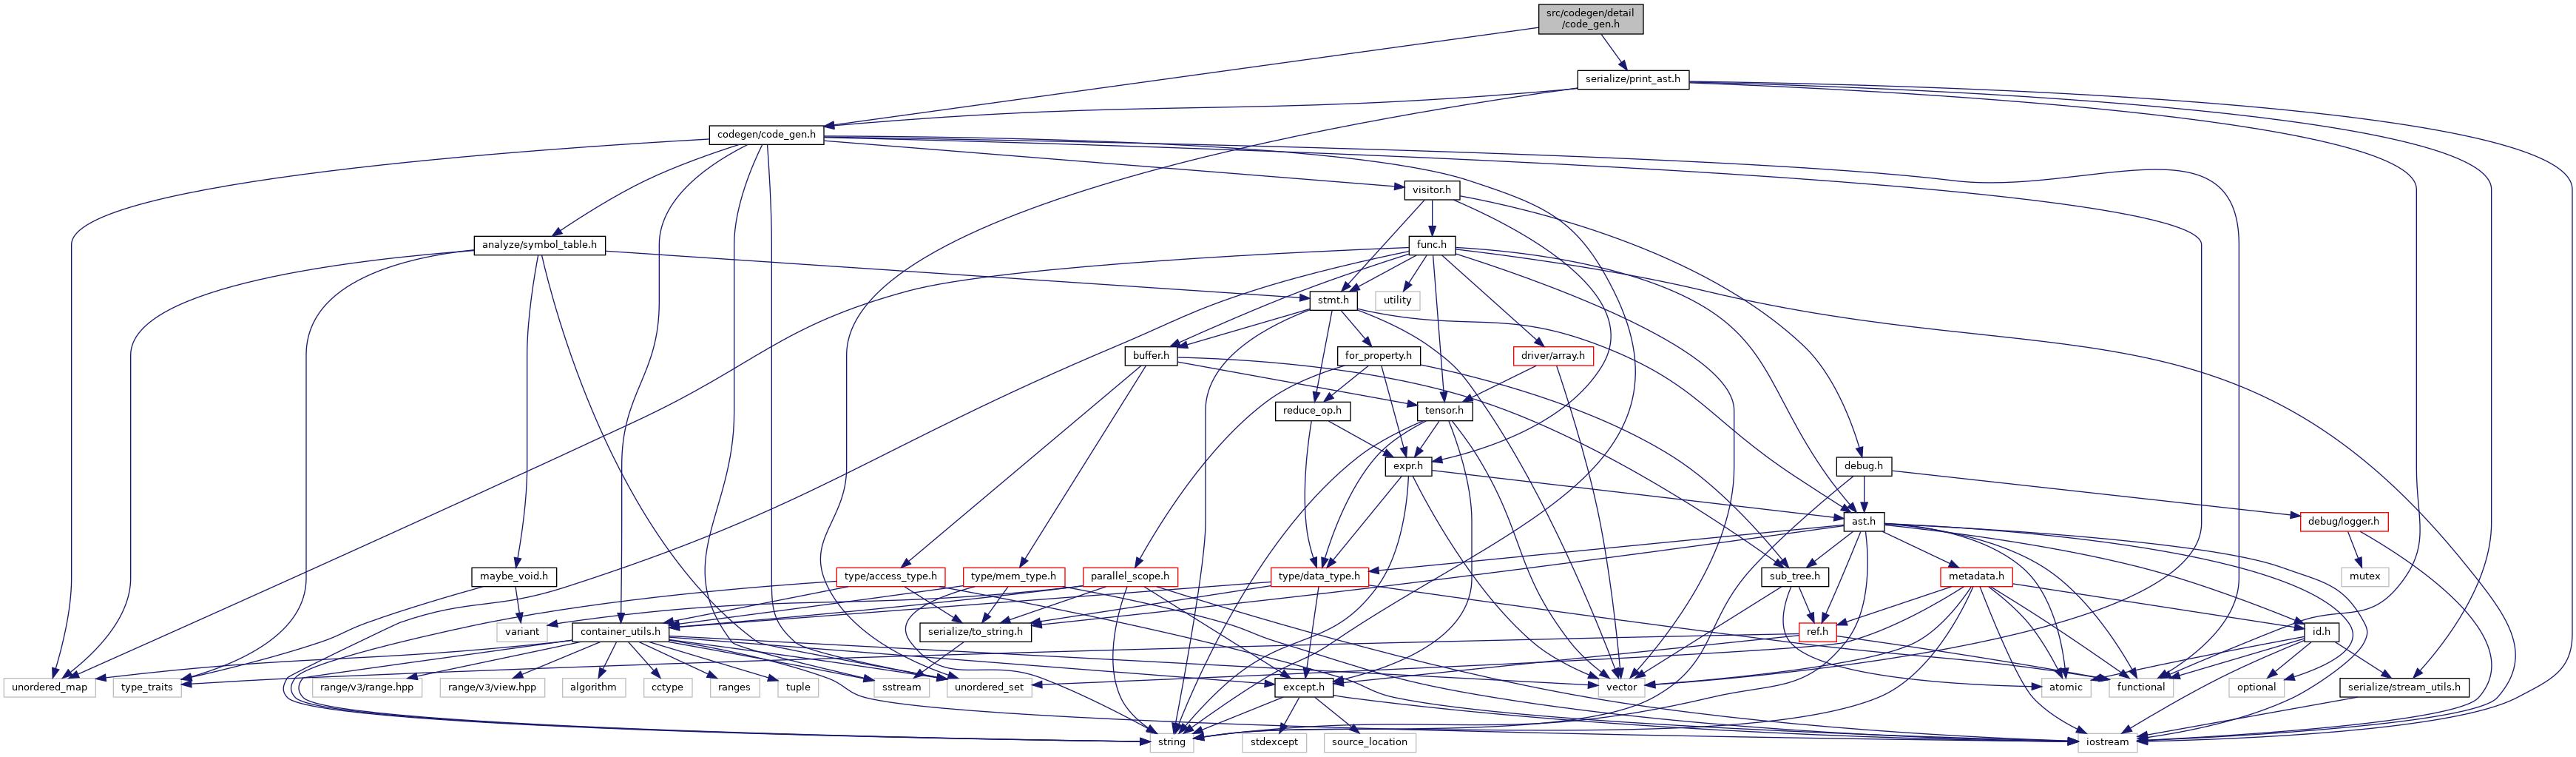 src/codegen/detail
/code_gen.h
serialize/print_ast.h
codegen/code_gen.h
visitor.h
analyze/symbol_table.h
func.h
stmt.h
utility
buffer.h
for_property.h
driver/array.h
reduce_op.h
tensor.h
expr.h
debug.h
ast.h
debug/logger.h
maybe_void.h
type/access_type.h
type/mem_type.h
parallel_scope.h
type/data_type.h
sub_tree.h
metadata.h
mutex
variant
container_utils.h
serialize/to_string.h
ref.h
id.h
unordered_map
type_traits
range/v3/range.hpp
range/v3/view.hpp
algorithm
cctype
ranges
tuple
sstream
unordered_set
except.h
vector
atomic
functional
optional
serialize/stream_utils.h
string
stdexcept
source_location
iostream